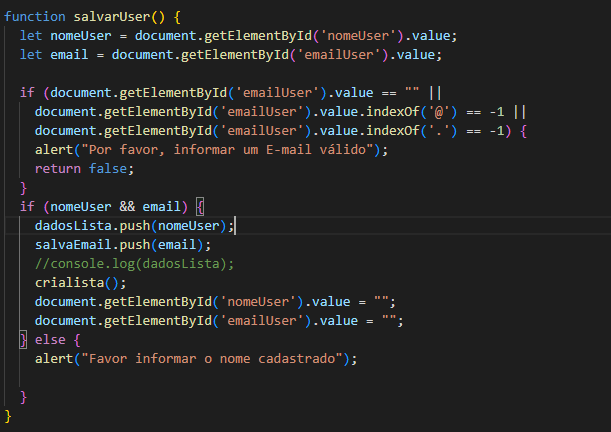 function salvarUser() {
  let nomeUser = document.getElementById('nomeUser').value;
  let email = document.getElementById('emailUser').value;

  if (document.getElementById('emailUser').value == "" ||
    document.getElementById('emailUser').value.indexOf('@') == -1 ||
    document.getElementById('emailUser').value.indexOf('.') == -1) {
    alert("Por favor, informar um E-mail válido");
    return false;
  }
  if (nomeUser && email) {
    dadosLista.push(nomeUser);
    salvaEmail.push(email);
    //console.log(dadosLista);
    crialista();
    document.getElementById('nomeUser').value = "";
    document.getElementById('emailUser').value = "";
  } else {
    alert("Favor informar o nome cadastrado");

  }
}